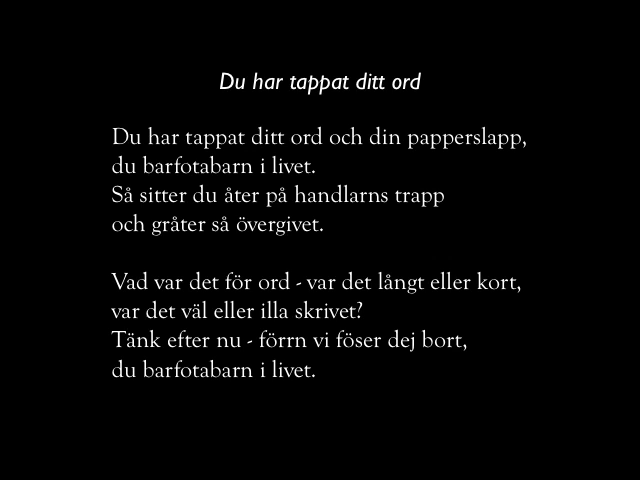 Du har tappat ditt ord
Du har tappat ditt ord och din papperslapp,
du barfotabarn i livet.
Så sitter du åter på handlarns trapp
och gråter så övergivet.
Vad var det för ord - var det långt eller kort,
var det väl eller illa skrivet?
Tänk efter nu - förrn vi föser dej bort,
du barfotabarn i livet.